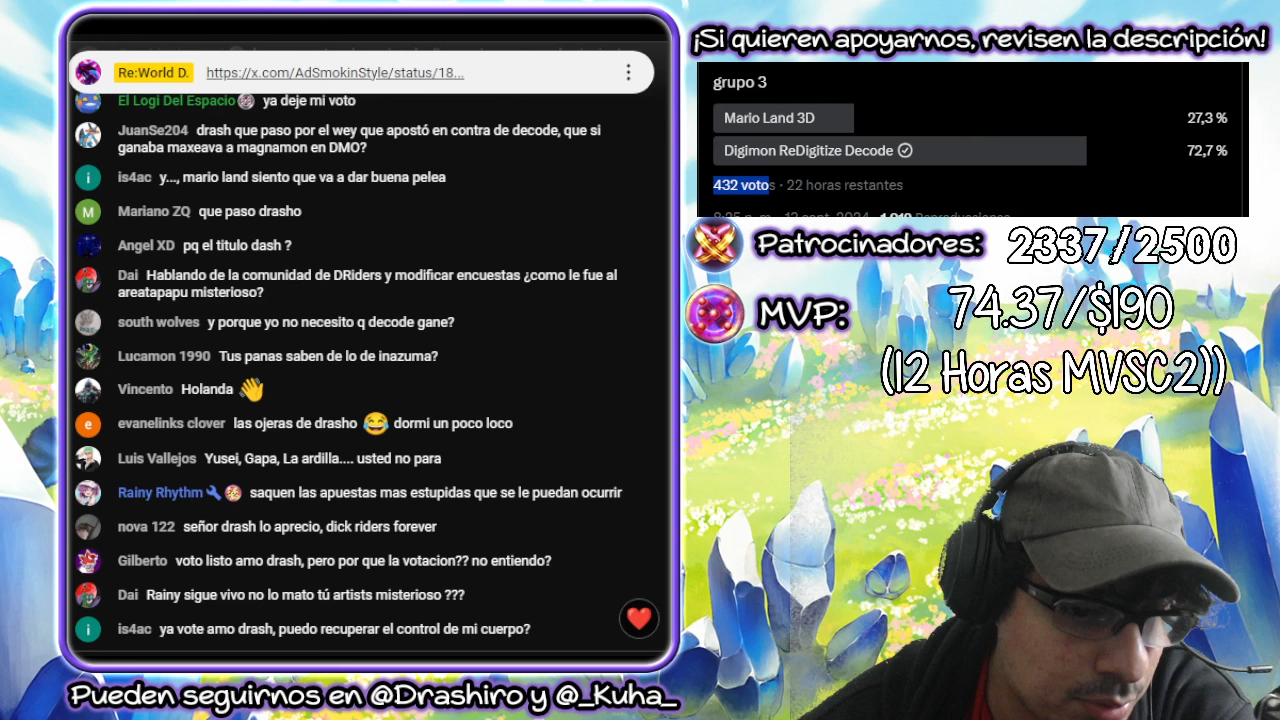 Re:World D. https://x.com/AdSmokinStyle/status/18...
El Logi Del Espacio ya deje mi voto
JuanSe204 drash que paso por el wey que apostó en contra de decode, que si
ganaba maxeava a magnamon en DMO?
is4ac y..., mario land siento que va a dar buena pelea
Mariano ZQ que paso drasho
Angel XD pq el titulo dash ?
Dai Hablando de la comunidad de DRiders y modificar encuestas ¿como le fue al
areatapapu misterioso?
south wolves y porque yo no necesito q decode gane?
Lucamon 1990 Tus panas saben de lo de inazuma?
Vincento Holanda 👋
evanelinks clover las ojeras de drasho 😂 dormi un poco loco
Luis Vallejos Yusei, Gapa, La ardilla.... usted no para
Rainy Rhythm saquen las apuestas mas estupidas que se le puedan ocurrir
nova 122 señor drash lo aprecio, dick riders forever
Gilberto voto listo amo drash, pero por que la votacion?? no entiendo?
Dai Rainy sigue vivo no lo mato tú artists misterioso ???
is4ac ya vote amo drash, puedo recuperar el control de mi cuerpo?
Pueden seguirnos en @Drashiro y @_Kuha_
¡Si quieren apoyarnos, revisen la descripción!
grupo 3
Mario Land 3D 27,3 %
Digimon ReDigitize Decode 72,7 %
432 votos · 22 horas restantes
8:25 p. m. · 13 sept. 2024 · 1.919 Reproducciones
Patrocinadores: 2337/2500
MVP: 74.37/$190
(12 Horas MVSC2))